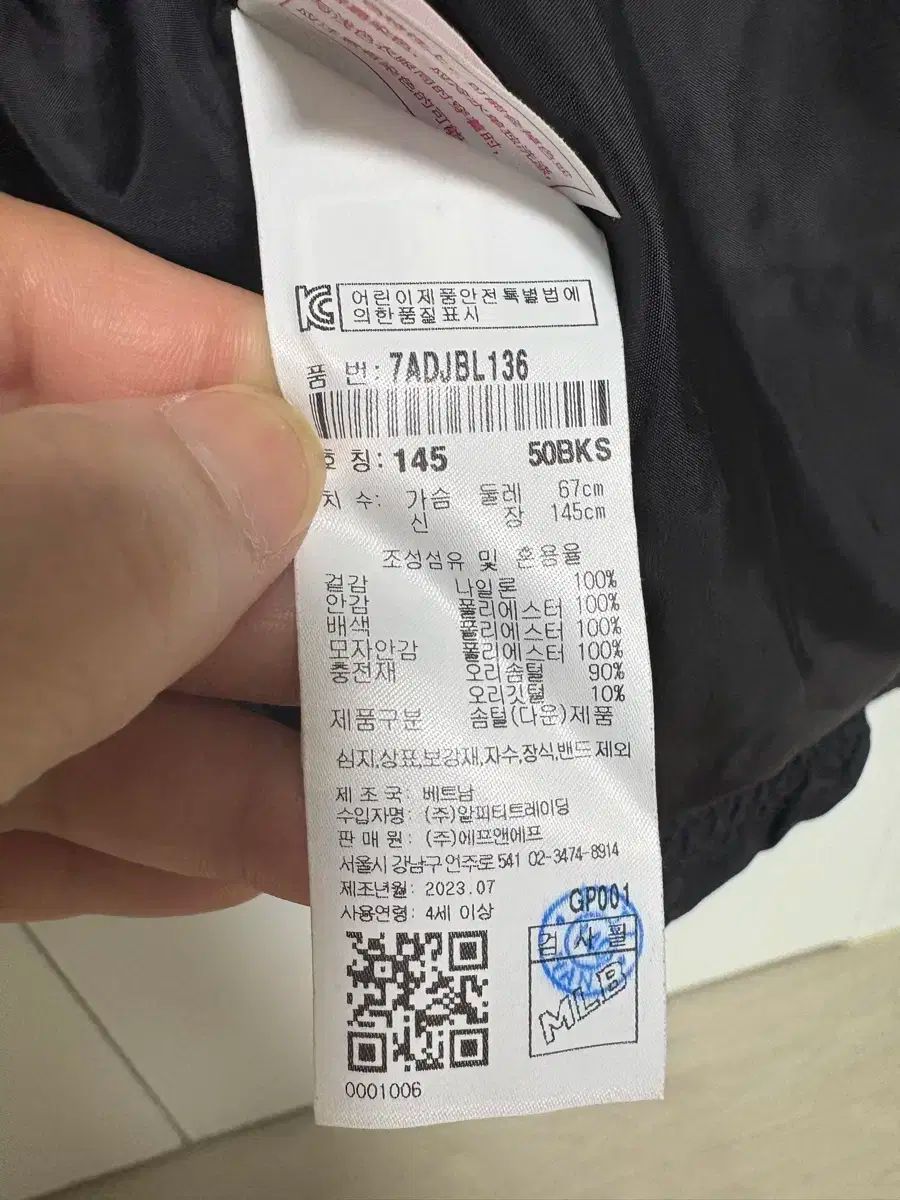 어린이제품안전특별법에
의한품질표시
품 번: 7ADJBL136
호 칭: 145 50BKS
치 수: 가슴 둘레 67cm
신 장 145cm
조성섬유 및 혼용율
겉감 나일론 100%
안감 폴리에스터 100%
배색 폴리에스터 100%
모자안감 폴리에스터 100%
충전재 오리솜털 90%
오리깃털 10%
제품구분 솜털(다운)제품
심지,상표,보강재,자수,장식,밴드 제외
제 조 국: 베트남
수입자명: (주)알피티트레이딩
판 매 원: (주)에프앤에프
서울시 강남구 언주로 541 02-3474-8914
제조년월: 2023.07
사용연령: 4세 이상
GP001
검 사 필
MLB
0001006